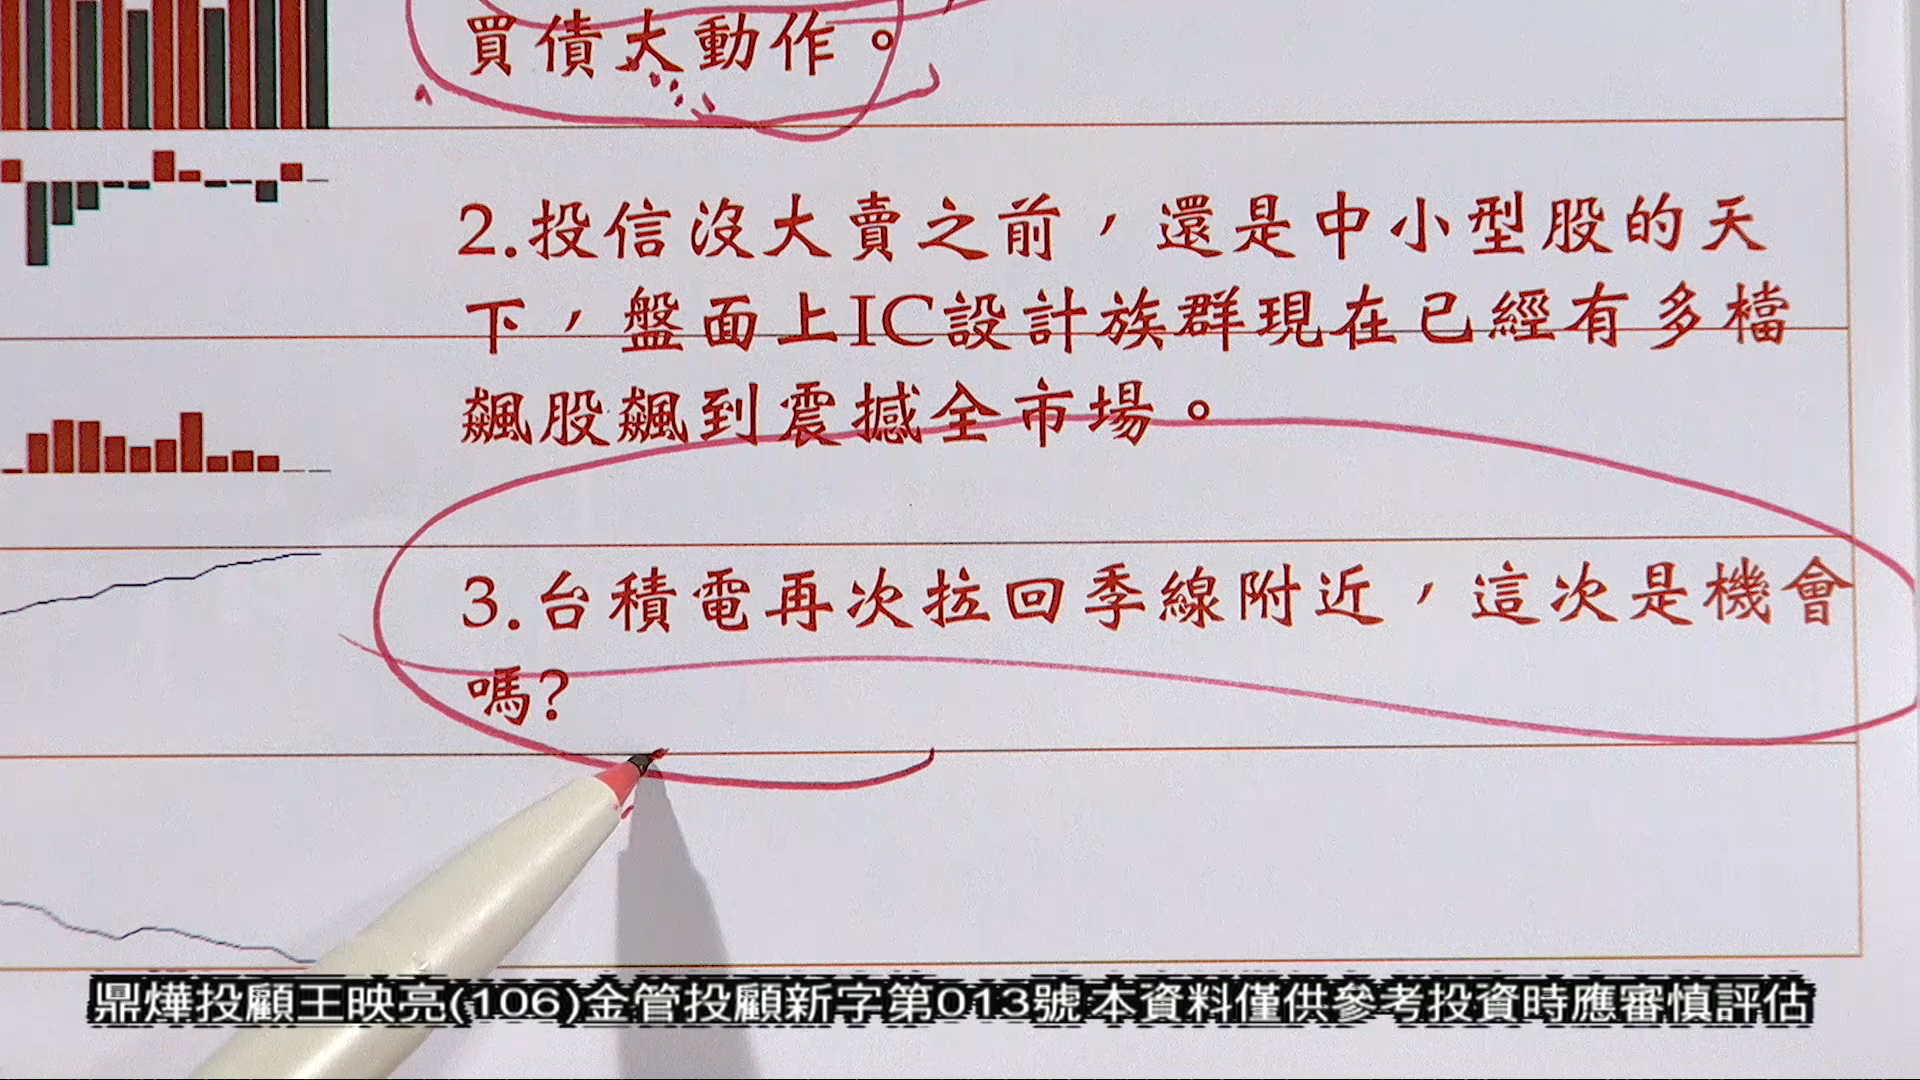 買債大動作。
2.投信沒大賣之前，還是中小型股的天
下，盤面上IC設計族群現在已經有多檔
飆股飆到震撼全市場。
3.台積電再次拉回季線附近，這次是機會
嗎?
鼎燁投顧王映亮(106)金管投顧新字第013號本資料僅供參考投資時應審慎評估